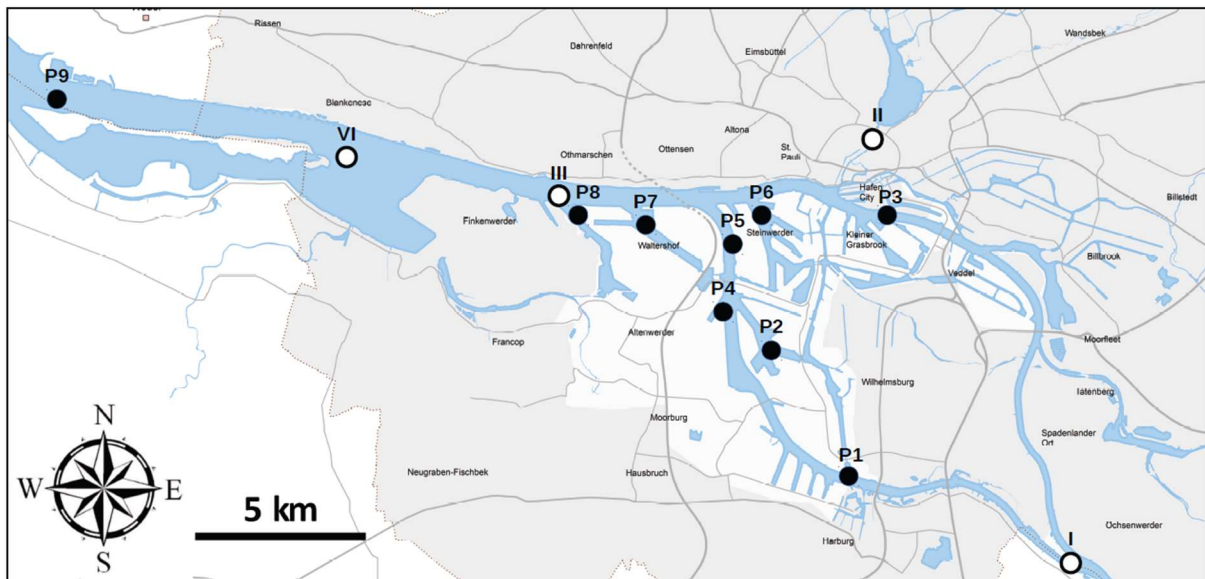 Rissen
Bahrenfeld
Eimsbüttel
Wandsbek
P9
Blankenese
VI
II
Altona
St.
Pauli
Othmarschen
Ottensen
III
P8
P7
P6
P3
Hafen
City
Billstedt
Finkenwerder
Waltershof
P5
Steinwerder
Kleiner
Grasbrook
Billbrook
Veddel
P4
P2
Altenwerder
Francop
Moorfleet
Wilhelmsburg
Tatenberg
Moorburg
Spadenlander
Ort
N
W
E
S
Neugraben-Fischbek
Hausbruch
P1
5 km
Harburg
Ochsenwerder
I